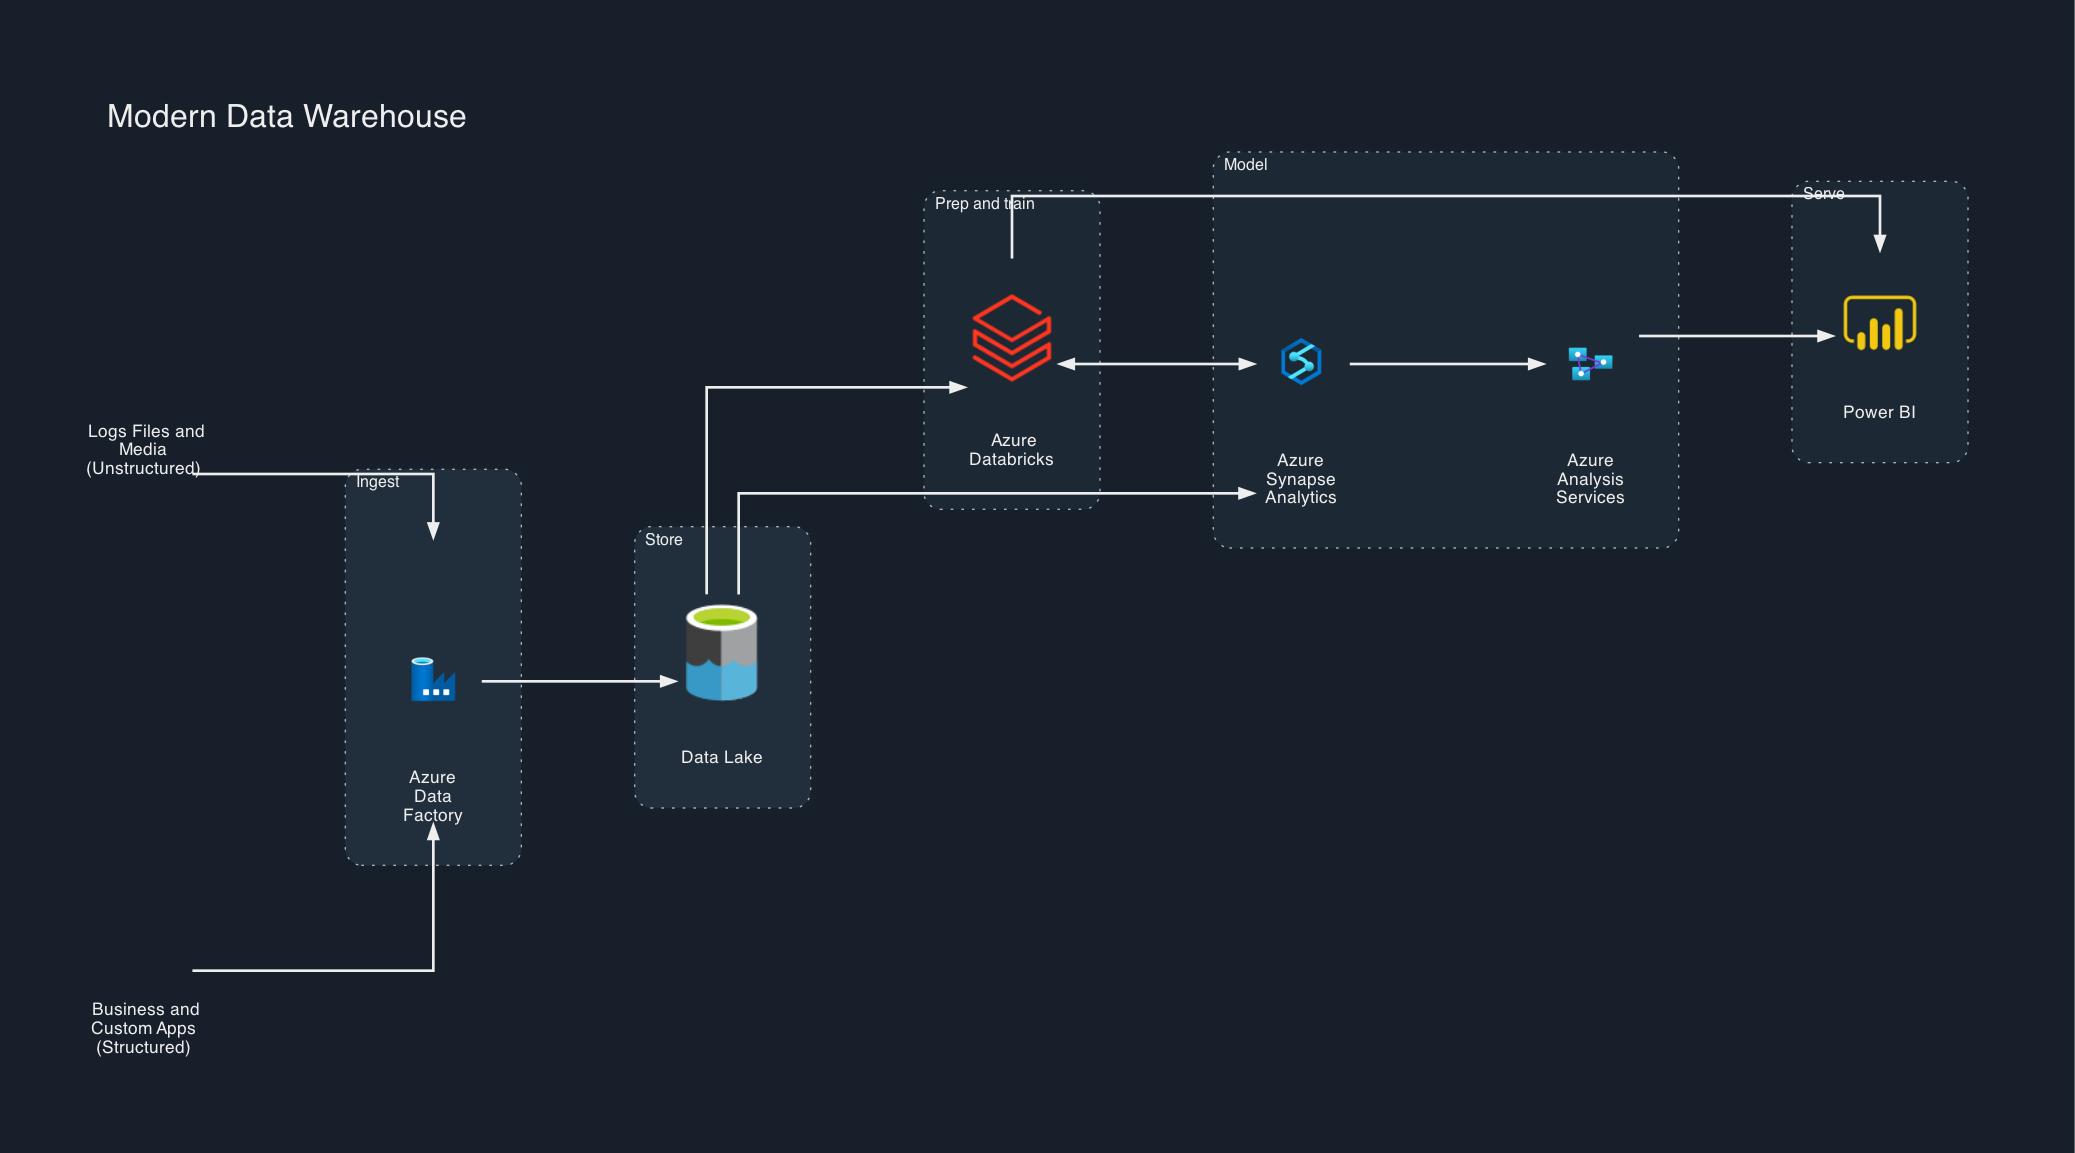 Modern Data Warehouse
Model
Serve
Prep and train
Logs Files and
Media
(Unstructured)
Ingest
Azure
Databricks
Azure
Synapse
Analytics
Azure
Analysis
Services
Power BI
Store
Data Lake
Azure
Data
Factory
Business and
Custom Apps
(Structured)